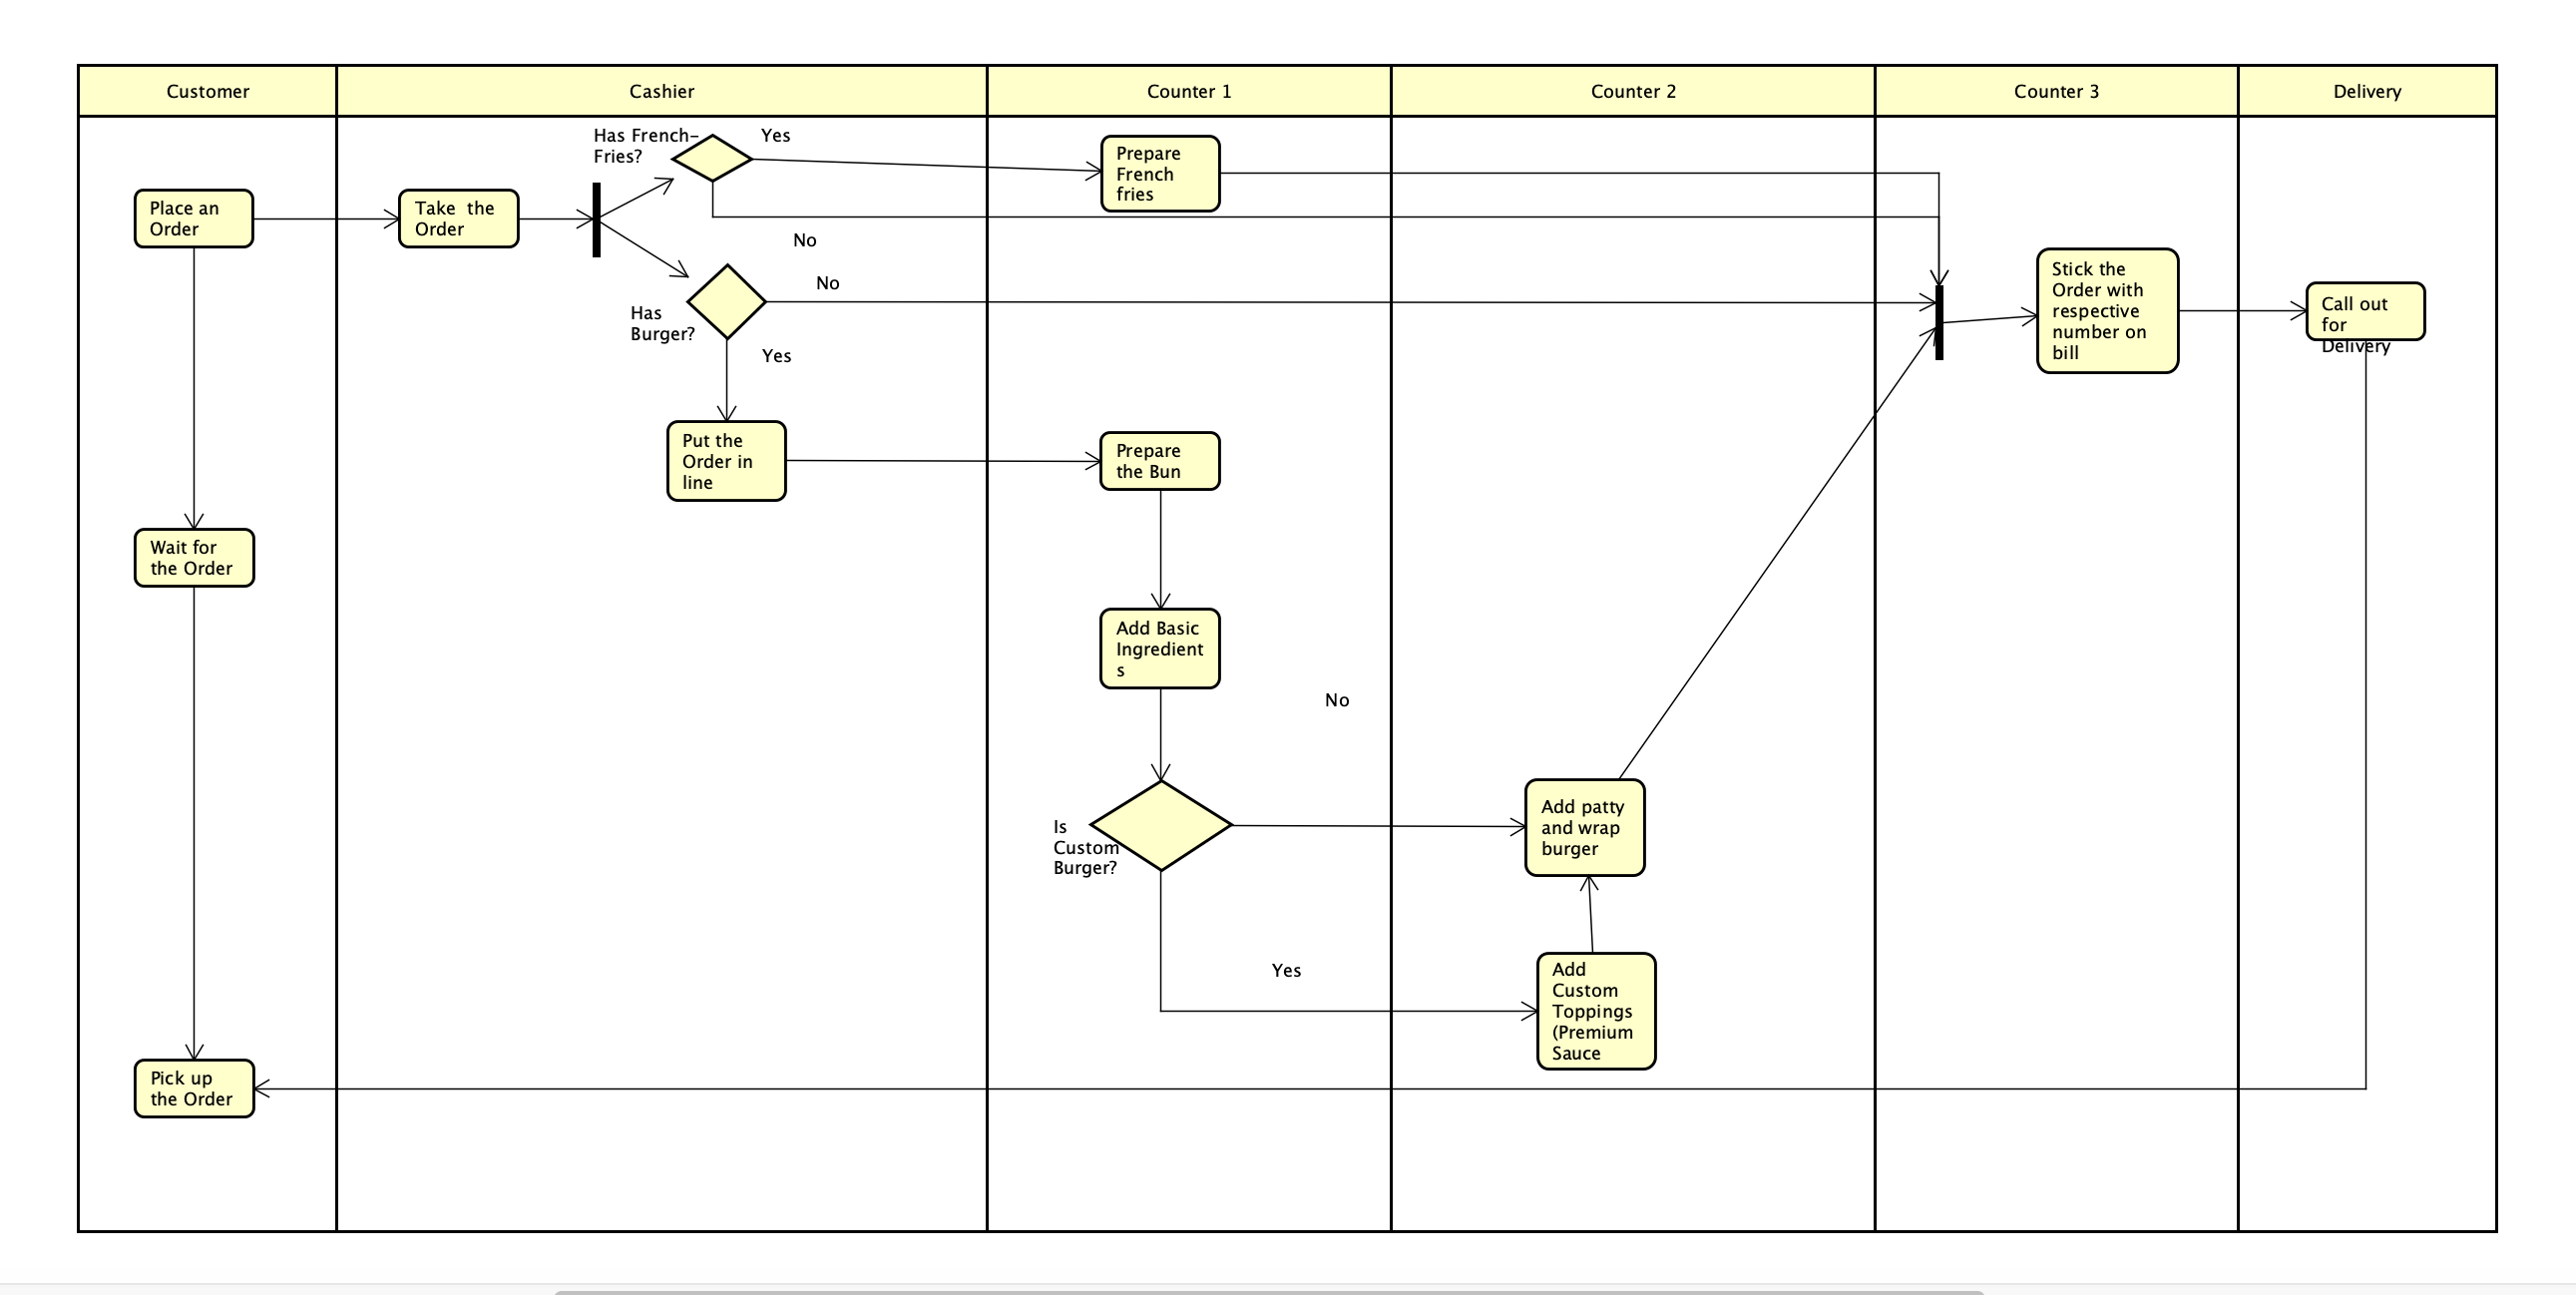 Customer
Cashier
Counter 1
Counter 2
Counter 3
Delivery
Has French-
Fries?
Yes
Prepare
French
fries
Place an
Order
Take  the
Order
No
No
Has
Burger?
Yes
Stick the
Order with
respective
number on
bill
Call out
for
Delivery
Put the
Order in
line
Prepare
the Bun
Wait for
the Order
Add Basic
Ingredient
s
No
Is
Custom
Burger?
Add patty
and wrap
burger
Yes
Add
Custom
Toppings
(Premium
Sauce
Pick up
the Order